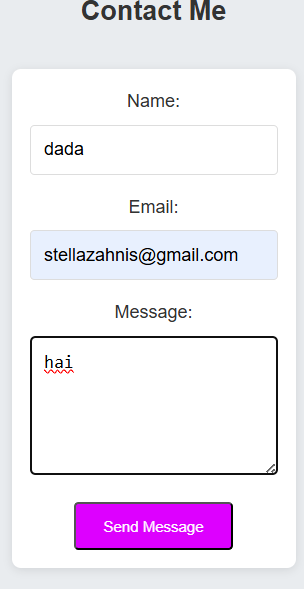 Contact Me
Name:
dada
Email:
stellazahnis@gmail.com
Message:
hai
Send Message